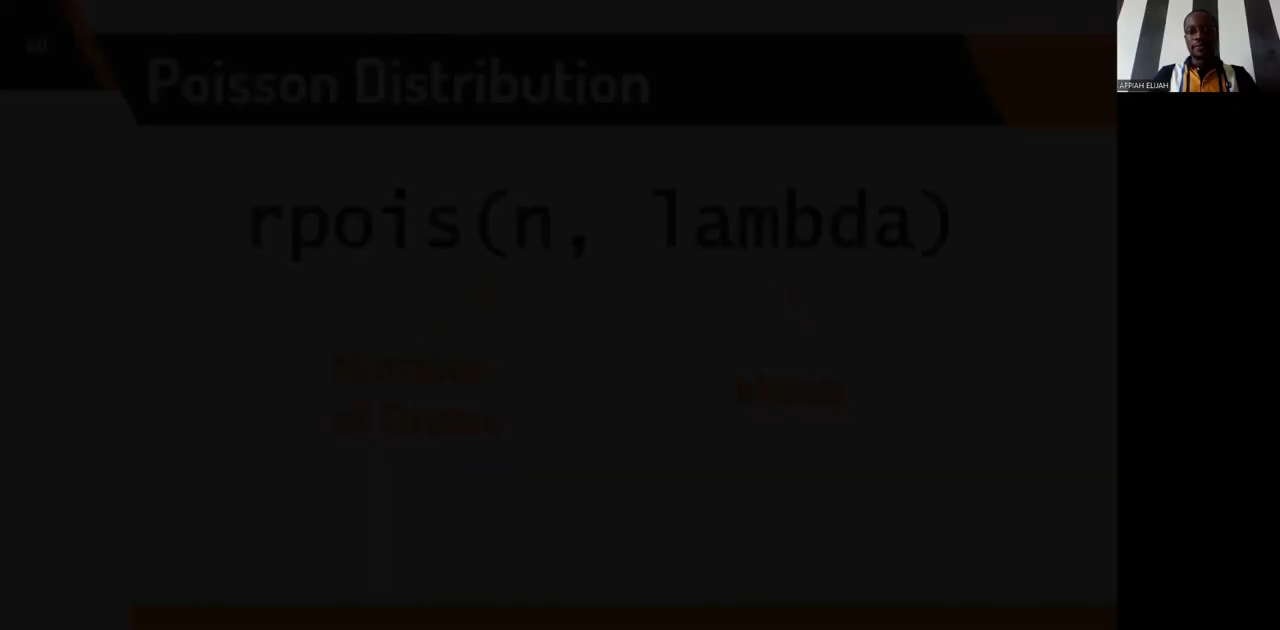 Poisson Distribution
rpois(n, lambda)
Number
of Draws
Mean
APPIAH ELIJAH